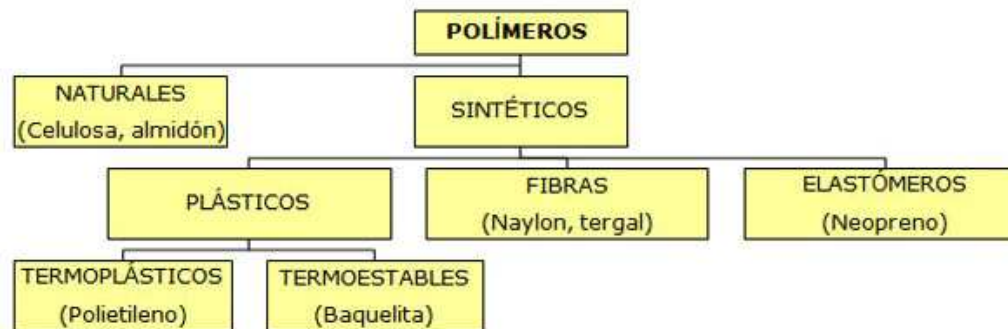 POLÍMEROS
NATURALES
(Celulosa, almidón)
SINTÉTICOS
PLÁSTICOS
FIBRAS
(Naylon, tergal)
ELASTÓMEROS
(Neopreno)
TERMOPLÁSTICOS
(Polietileno)
TERMOESTABLES
(Baquelita)